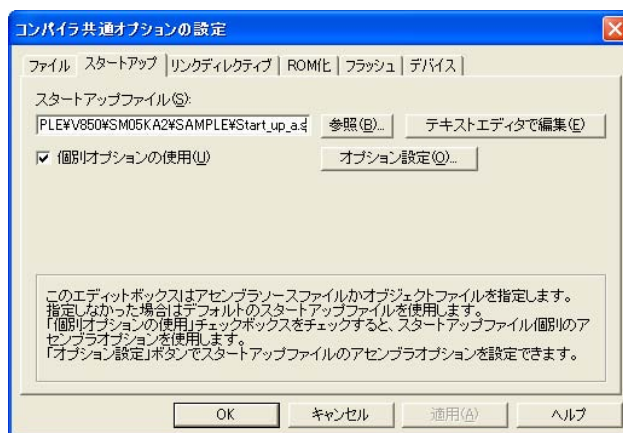 コンパイラ共通オプションの設定
ファイル スタートアップ リンクディレクティブ ROM化 フラッシュ デバイス
スタートアップファイル(S):
PLE¥V850¥SM05KA2¥SAMPLE¥Start_up_a.s 参照(B)... テキストエディタで編集(E)
個別オプションの使用(U) オプション設定(O)...
このエディットボックスはアセンブラソースファイルかオブジェクトファイルを指定します。
指定しなかった場合はデフォルトのスタートアップファイルを使用します。
「個別オプションの使用」チェックボックスをチェックすると、スタートアップファイル個別のア
センブラオプションを使用します。
「オプション設定」ボタンでスタートアップファイルのアセンブラオプションを設定できます。
OK キャンセル 適用(A) ヘルプ